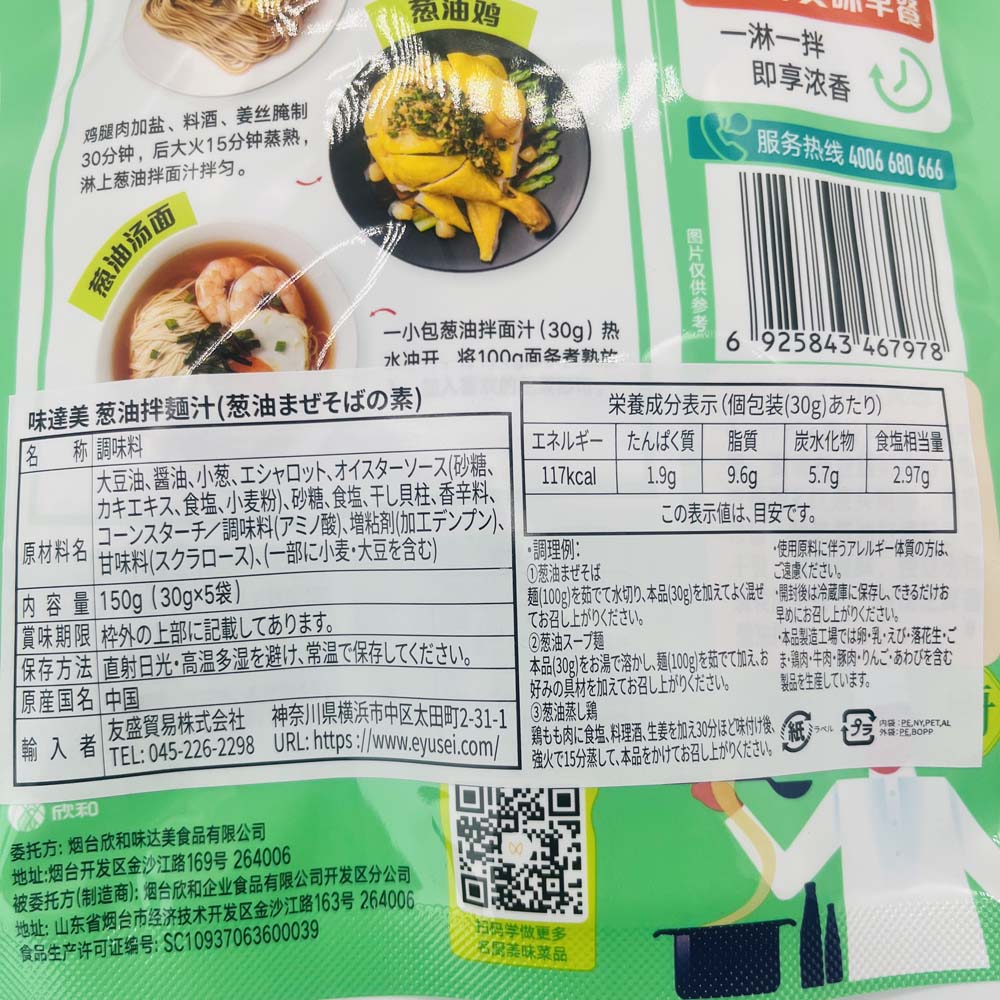 葱油鸡
鸡腿肉加盐、料酒、姜丝腌制
30分钟，后大火15分钟蒸熟，
淋上葱油拌面汁拌匀。
葱油汤面
一小包葱油拌面汁(30g) 热
水油开，将100g面条煮熟放
味早餐
一淋一拌
即享浓香
服务热线 4006 680 666
图片仅供参考
6 925843 467978
味達美 葱油拌麵汁(葱油まぜそばの素)
名 称 調味料
原材料名 大豆油、醤油、小葱、エシャロット、オイスターソース(砂糖、
カキエキス、食塩、小麦粉)、砂糖、食塩、干し貝柱、香辛料、
コーンスターチ/調味料(アミノ酸)、増粘剤(加工デンプン)、
甘味料(スクラロース)、(一部に小麦・大豆を含む)
内 容 量 150g (30g×5袋)
賞味期限 枠外の上部に記載してあります。
保存方法 直射日光・高温多湿を避け、常温で保存してください。
原産国名 中国
輸 入 者 友盛貿易株式会社 神奈川県横浜市中区太田町2-31-1
TEL: 045-226-2298 URL: https://www.eyusei.com/
栄養成分表示 (個包装(30g)あたり)
エネルギー たんぱく質 脂質 炭水化物 食塩相当量
117kcal 1.9g 9.6g 5.7g 2.97g
この表示値は、目安です。
・調理例:
①葱油まぜそば
麺(100g)を茹でて水切り、本品(30g)を加えてよく混ぜ
てお召し上がりください。
②葱油スープ麺
本品(30g)をお湯で溶かし、麺(100g)を茹でて加え、お
好みの具材を加えてお召し上がりください。
③葱油蒸し鶏
鶏もも肉に食塩、料理酒、生姜を加え30分ほど味付け後、
強火で15分蒸して、本品をかけてお召し上がりください。
・使用原料に伴うアレルギー体質の方は、
ご遠慮ください。
・開封後は冷蔵庫に保存し、できるだけお
早めにお召し上がりください。
・本品製造工場では卵・乳・えび・落花生・ご
ま・鶏肉・牛肉・豚肉・りんご・あわびを含む
製品を生産しています。
紙 ラベル
プラ 内袋:PE,NY,PET,AL
外袋:PE,BOPP
欣和
委托方: 烟台欣和味达美食品有限公司
地址:烟台开发区金沙江路169号 264006
被委托方(制造商): 烟台欣和企业食品有限公司开发区分公司
地址: 山东省烟台市经济技术开发区金沙江路163号 264006
食品生产许可证编号: SC10937063600039
扫码学做更多
名厨美味菜品